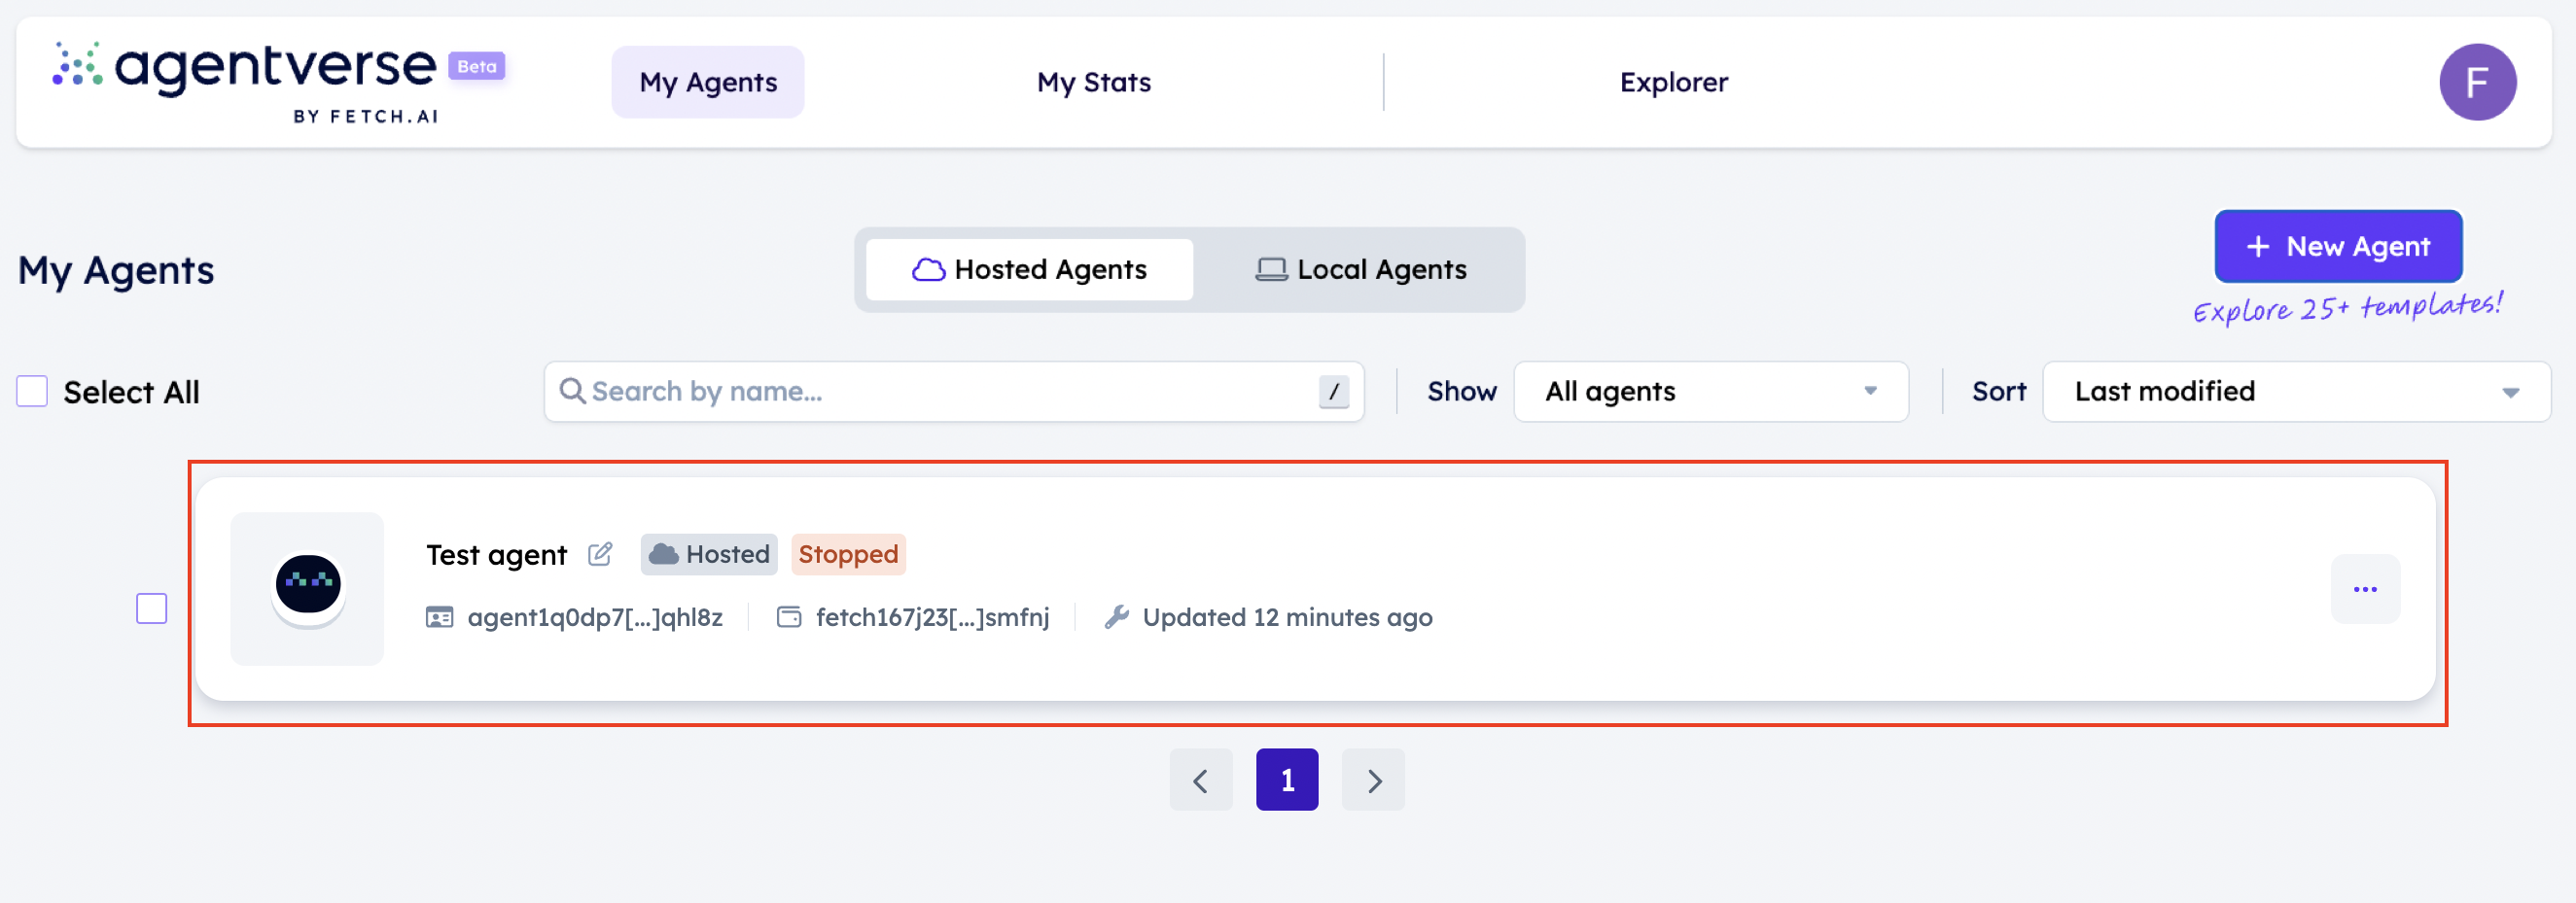 agentverse Beta
BY FETCH.AI
My Agents
My Stats
Explorer
F
My Agents
Hosted Agents
Local Agents
+ New Agent
Explore 25+ templates!
Select All
Search by name...
/
Show
All agents
Sort
Last modified
Test agent
Hosted
Stopped
agent1q0dp7[...]qhl8z
fetch167j23[...]smfnj
Updated 12 minutes ago
1